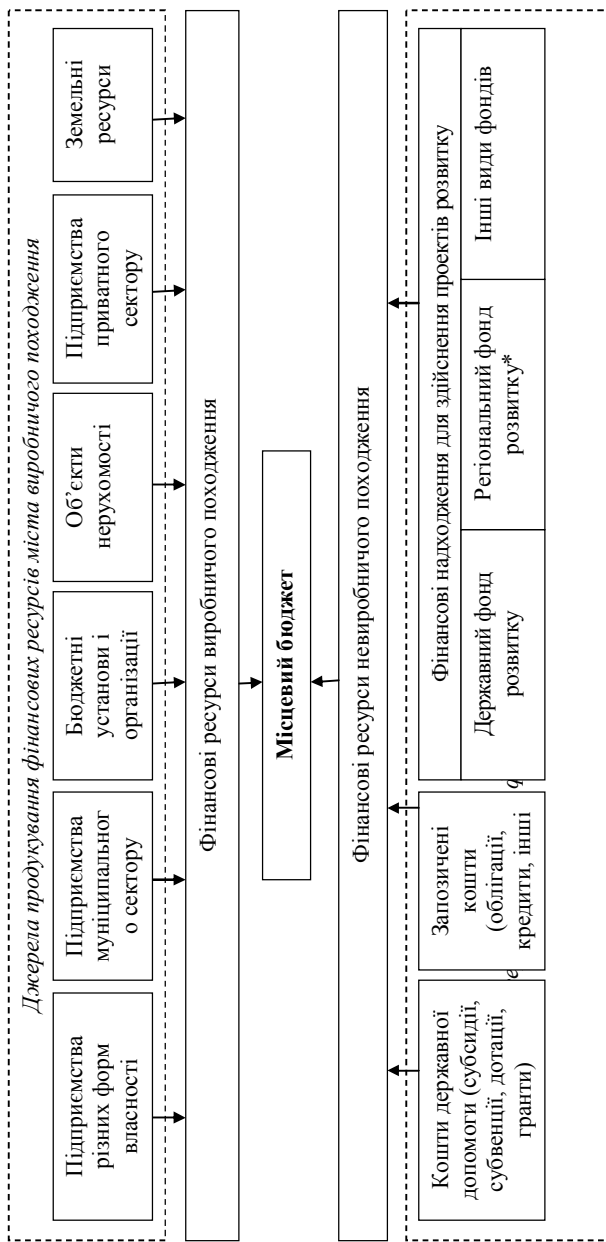 Джерела продукування фінансових ресурсів міста виробничого походження
Підприємства
різних форм
власності
Підприємства
муніципальног
о сектору
Бюджетні
установи і
організації
Об’єкти
нерухомості
Підприємства
приватного
сектору
Земельні
ресурси
Фінансові ресурси виробничого походження
Місцевий бюджет
Фінансові ресурси невиробничого походження
Кошти державної
допомоги (субсидії,
субвенції, дотації,
гранти)
Запозичені
кошти
(облігації,
кредити, інші
Фінансові надходження для здійснення проектів розвитку
Державний фонд
розвитку
Регіональний фонд
розвитку*
Інші види фондів